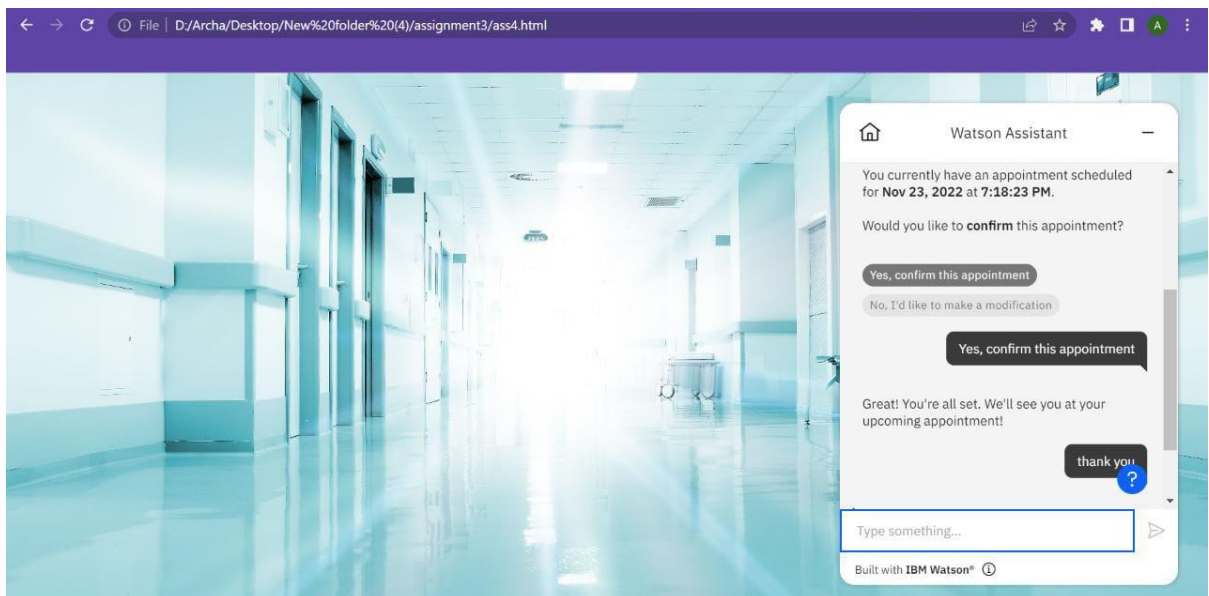 File | D:/Archa/Desktop/New%20folder%20(4)/assignment3/ass4.html
A
Watson Assistant
You currently have an appointment scheduled
for Nov 23, 2022 at 7:18:23 PM.
Would you like to confirm this appointment?
Yes, confirm this appointment
No, I'd like to make a modification
Yes, confirm this appointment
Great! You're all set. We'll see you at your
upcoming appointment!
thank you
?
Type something...
Built with IBM Watson®